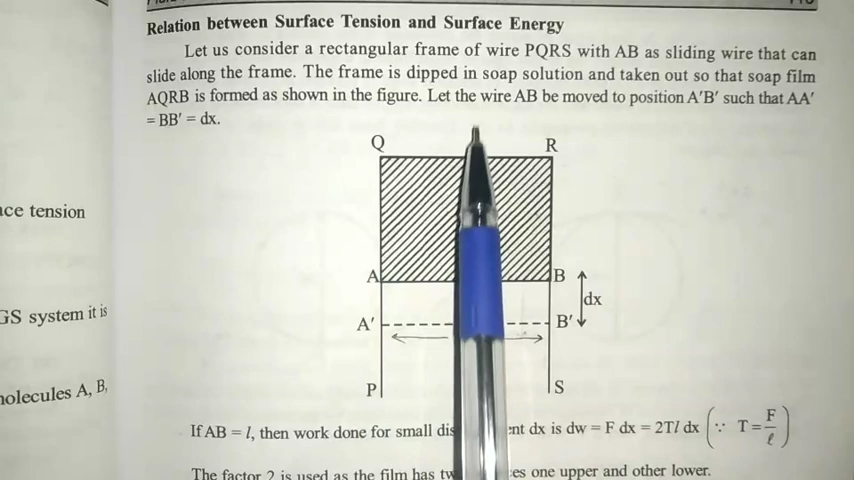 Relation between Surface Tension and Surface Energy
Let us consider a rectangular frame of wire PQRS with AB as sliding wire that can
slide along the frame. The frame is dipped in soap solution and taken out so that soap film
AQRB is formed as shown in the figure. Let the wire AB be moved to position A′B′ such that AA′
= BB′ = dx.
Q R
ace tension
A B
dx
GS system it is
A′ B′
P S
molecules A, B,
If AB = l, then work done for small dis ent dx is dw = F dx = 2Tl dx (∵ T = F/ℓ)
The factor 2 is used as the film has tw es one upper and other lower.